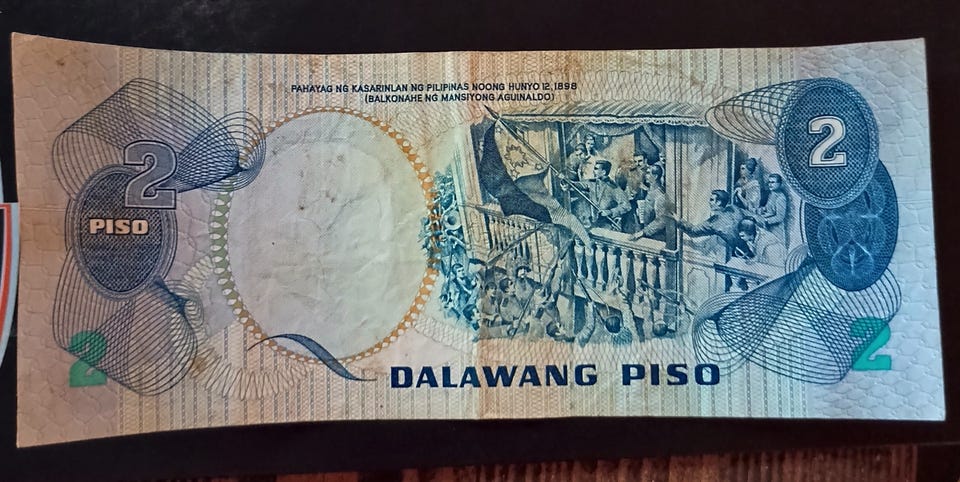 PAHAYAG NG KASARINLAN NG PILIPINAS NOONG HUNYO 12, 1898
(BALKONAHE NG MANSIYONG AGUINALDO)
2
2
PISO
2
2
DALAWANG PISO